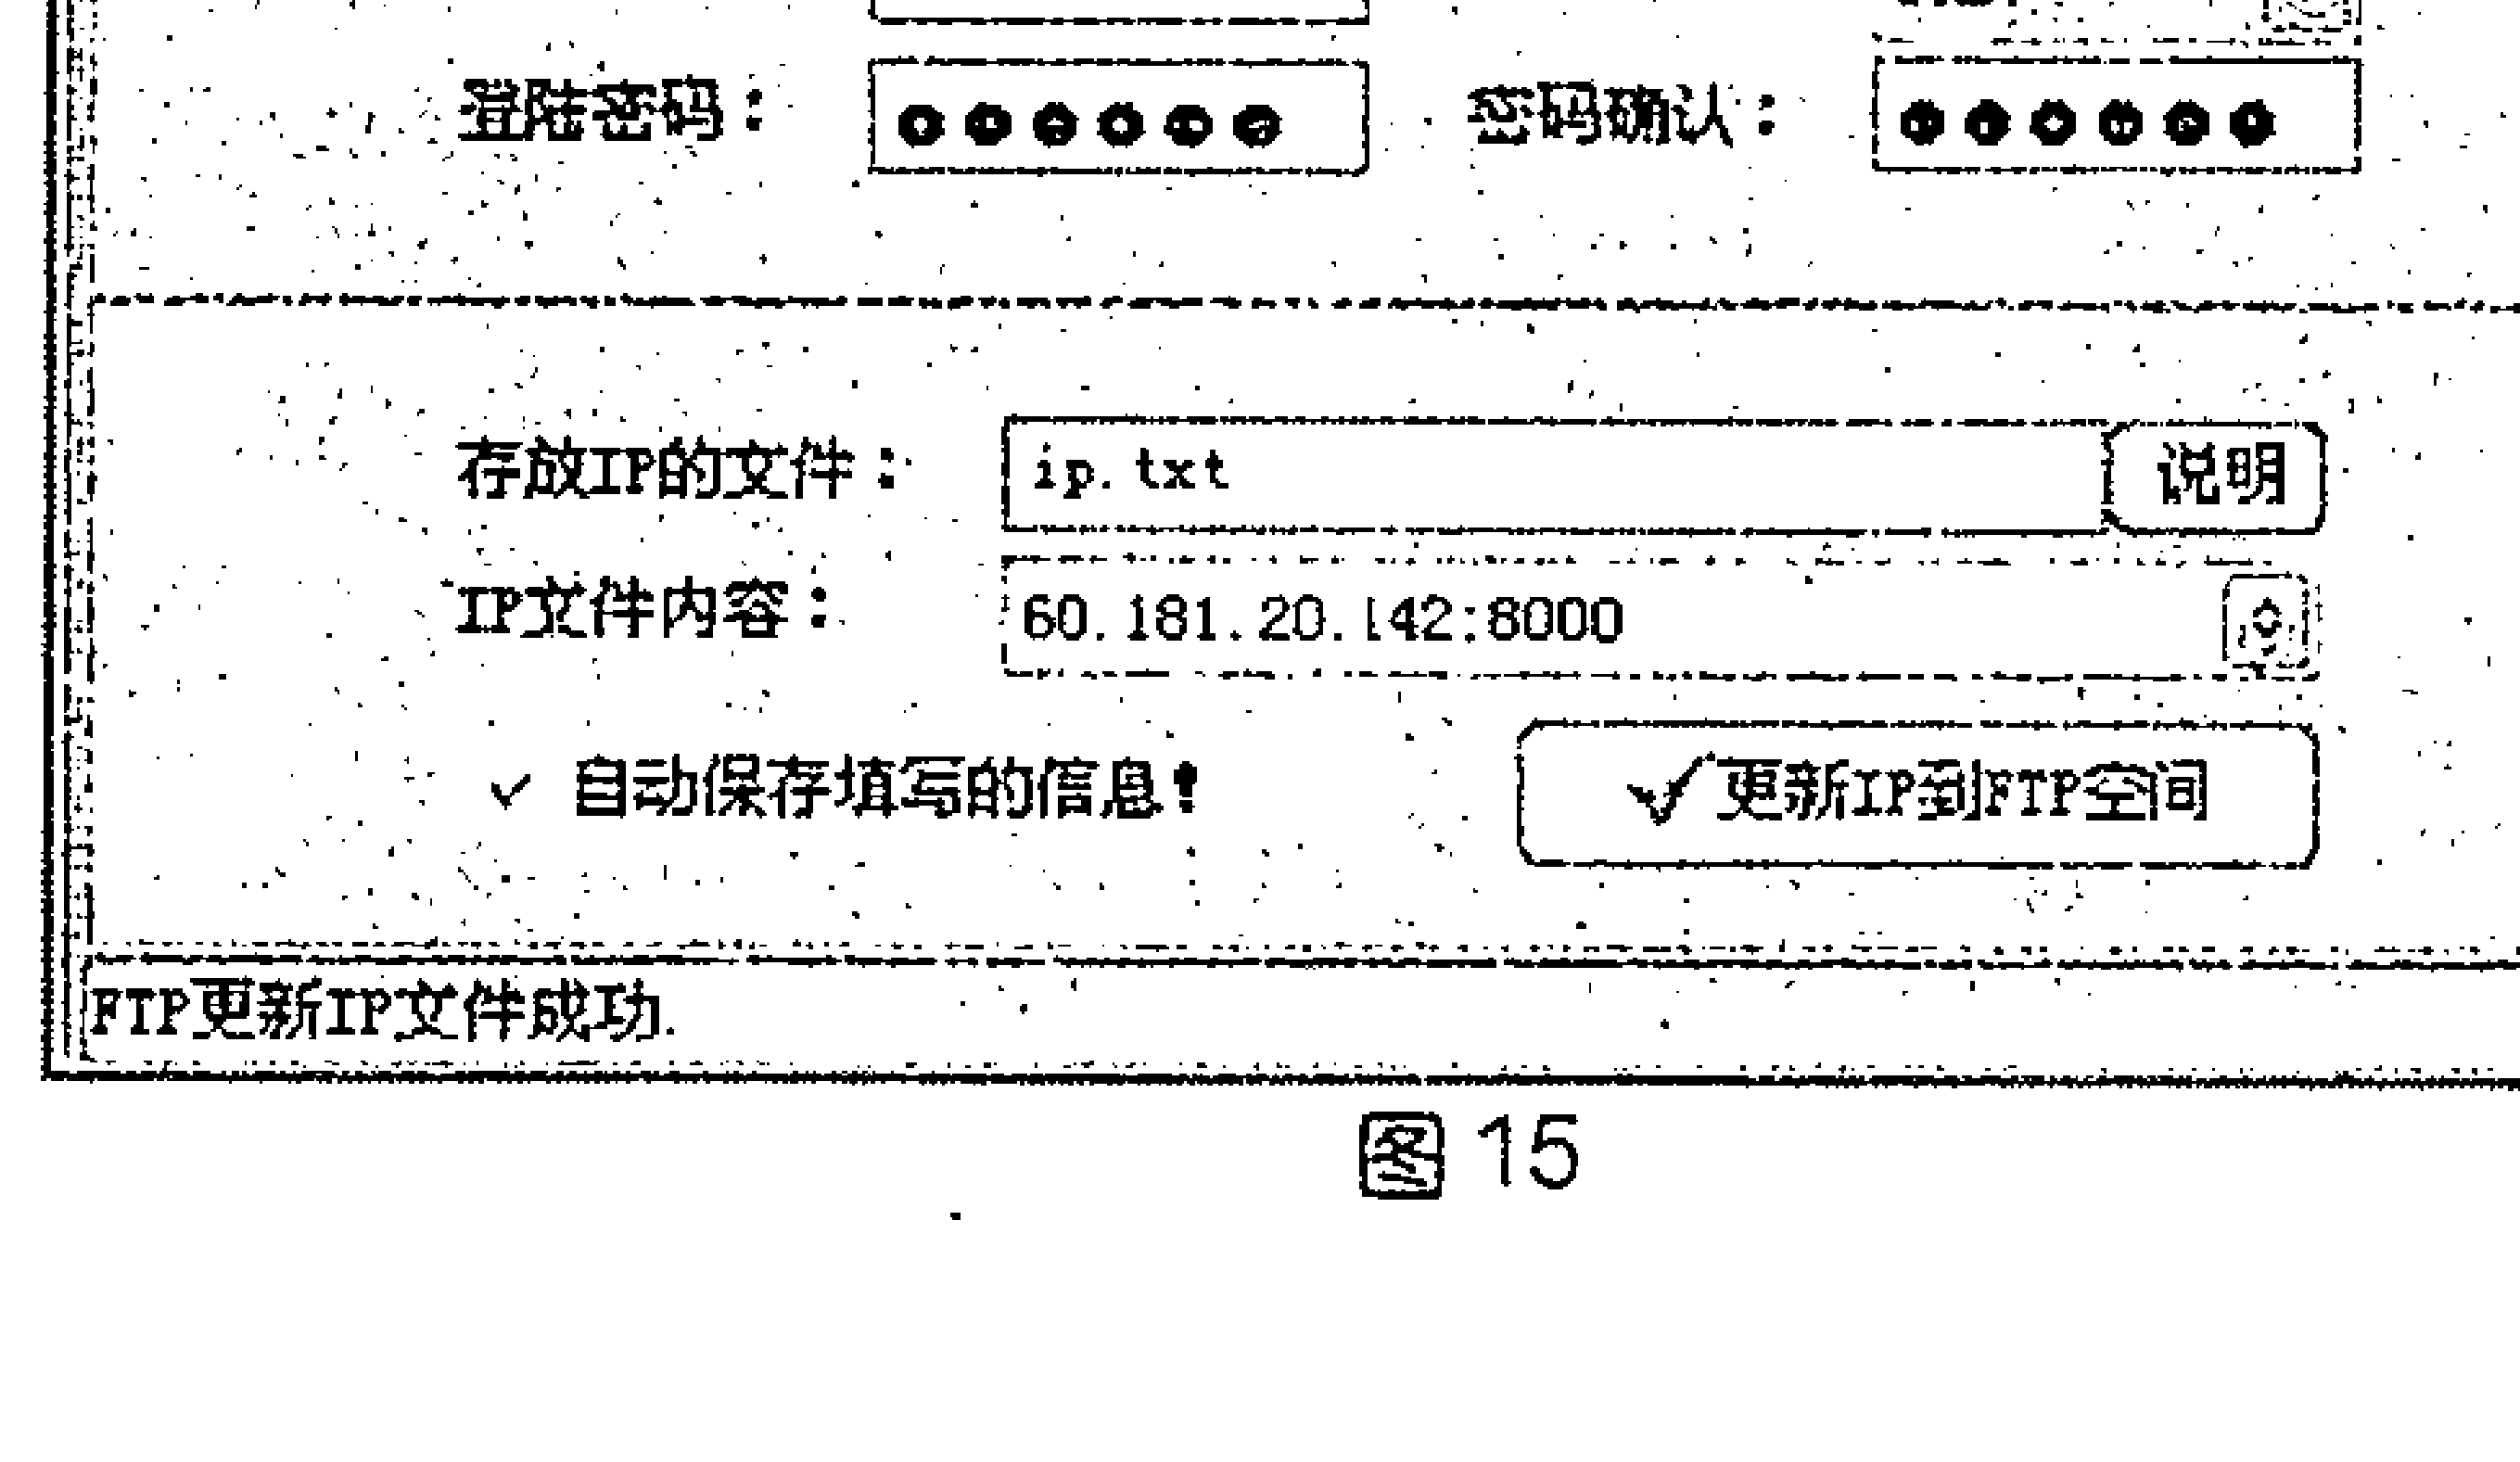 登陆密码： ●●●●●● 密码确认： ●●●●●●
存放IP的文件： ip.txt 说明
IP文件内容： 60.181.20.142:8000
✓ 自动保存填写的信息! ✓更新IP到FTP空间
FTP更新IP文件成功.
图 15